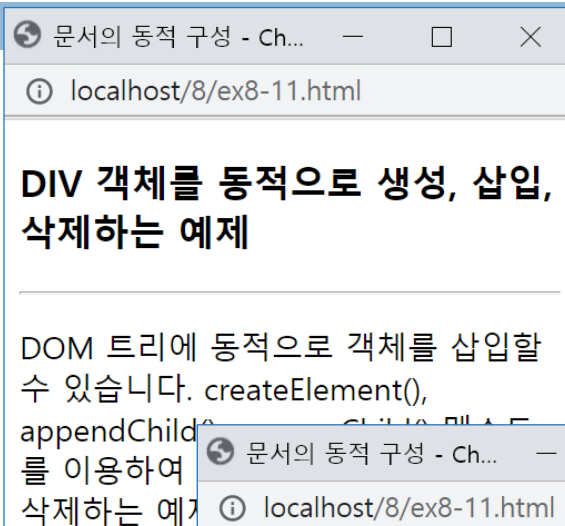 문서의 동적 구성 - Ch...
localhost/8/ex8-11.html
DIV 객체를 동적으로 생성, 삽입,
삭제하는 예제
DOM 트리에 동적으로 객체를 삽입할
수 있습니다. createElement(),
appendChild
를 이용하여
삭제하는
문서의 동적 구성 - Ch...
localhost/8/ex8-11.html